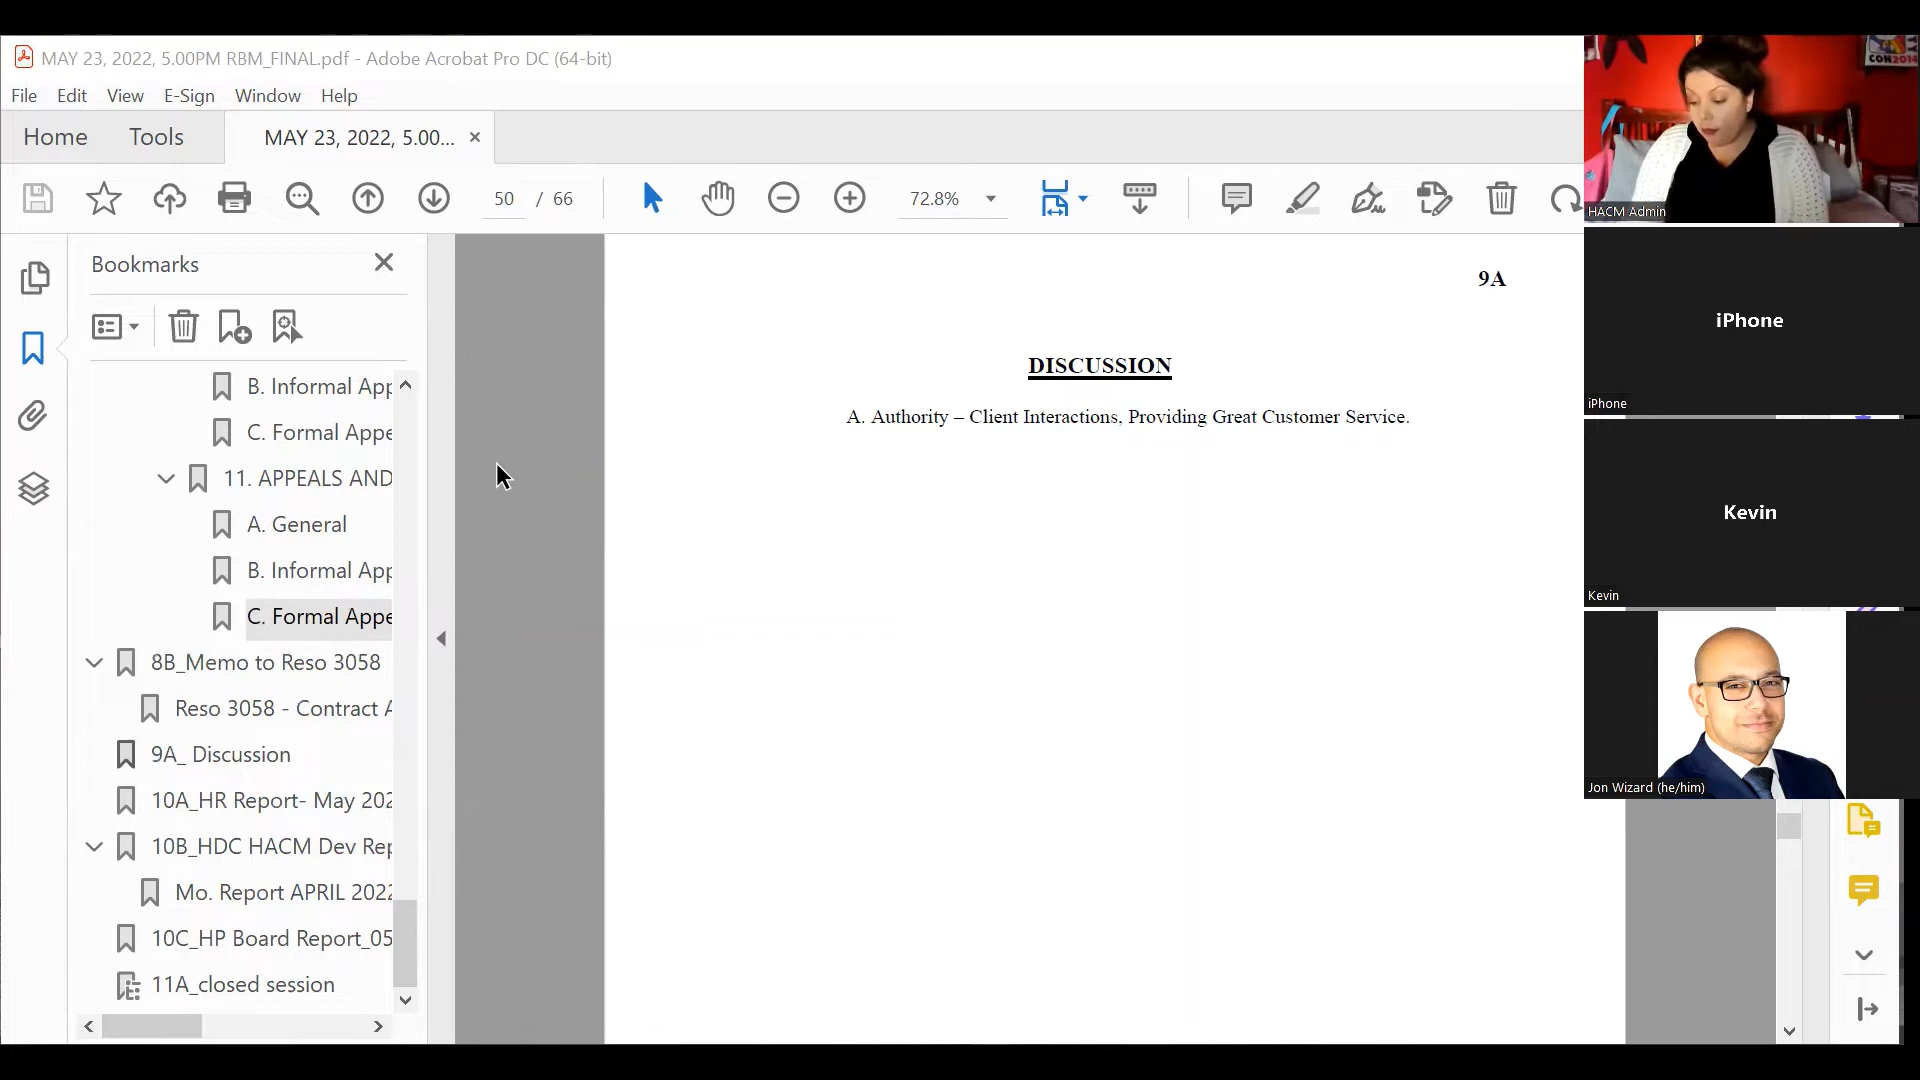 MAY 23, 2022, 5.00PM RBM_FINAL.pdf - Adobe Acrobat Pro DC (64-bit)
File Edit View E-Sign Window Help
Home Tools MAY 23, 2022, 5.00... ×
50 / 66 72.8%
Bookmarks
B. Informal App
C. Formal Appe
11. APPEALS AND
A. General
B. Informal App
C. Formal Appe
8B_Memo to Reso 3058
Reso 3058 - Contract A
9A_ Discussion
10A_HR Report- May 202
10B_HDC HACM Dev Rep
Mo. Report APRIL 2022
10C_HP Board Report_05
11A_closed session
9A
DISCUSSION
A. Authority – Client Interactions, Providing Great Customer Service.
CON2014
HACM Admin
iPhone
iPhone
Kevin
Kevin
Jon Wizard (he/him)